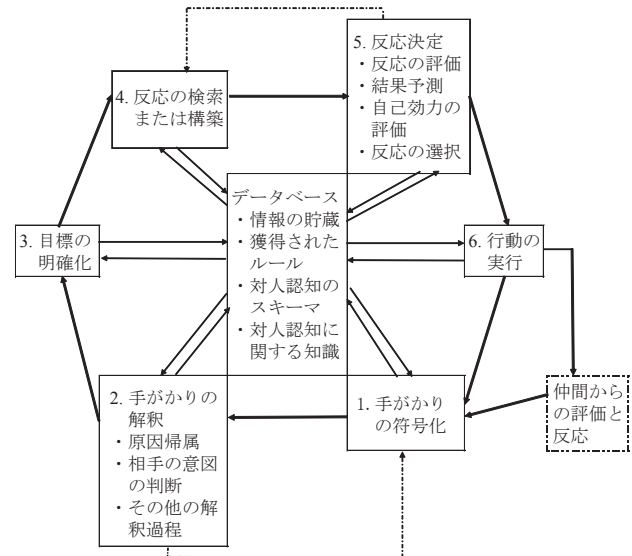 5. 反応決定
・反応の評価
・結果予測
・自己効力の
評価
・反応の選択
4. 反応の検索
または構築
データベース
・情報の貯蔵
・獲得された
ルール
・対人認知の
スキーマ
・対人認知に
関する知識
3. 目標の
明確化
6. 行動の
実行
2. 手がかりの
解釈
・原因帰属
・相手の意図
の判断
・その他の解
釈過程
1. 手がかり
の符号化
仲間から
の評価と
反応